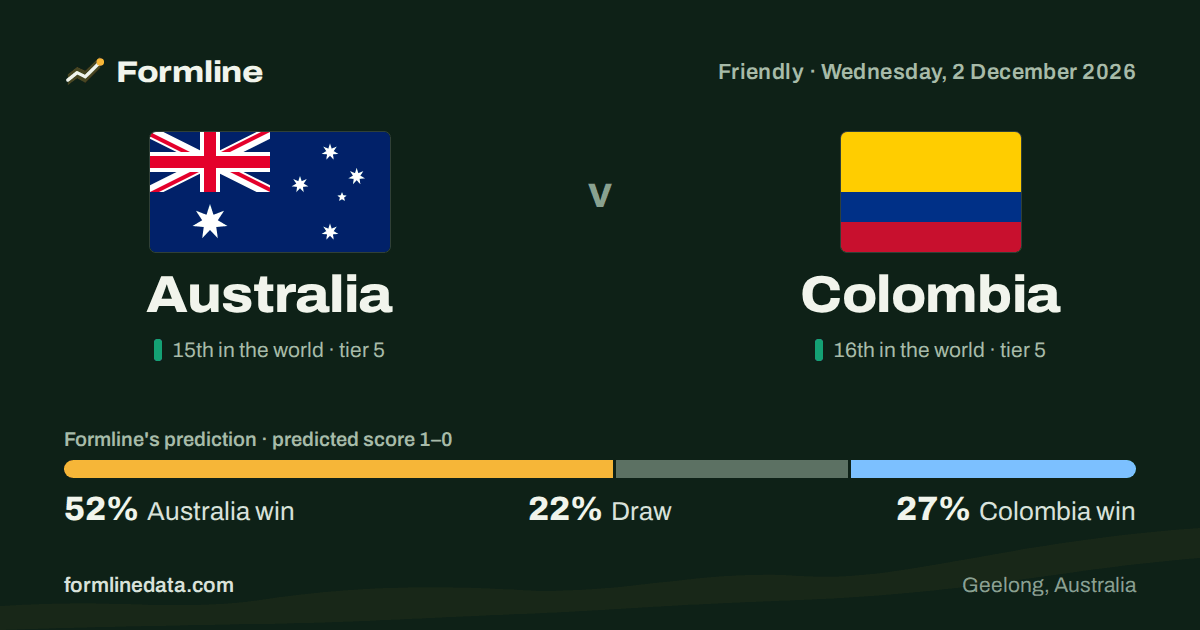 Formline
Friendly · Wednesday, 2 December 2026
v
Australia
Colombia
15th in the world · tier 5
16th in the world · tier 5
Formline's prediction · predicted score 1–0
52% Australia win
22% Draw
27% Colombia win
formlinedata.com
Geelong, Australia